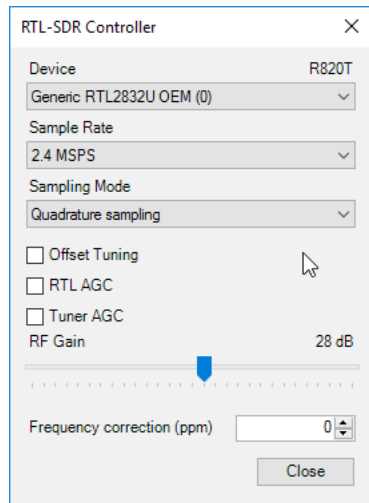 RTL-SDR Controller
Device R820T
Generic RTL2832U OEM (0)
Sample Rate
2.4 MSPS
Sampling Mode
Quadrature sampling
Offset Tuning
RTL AGC
Tuner AGC
RF Gain 28 dB
Frequency correction (ppm) 0
Close